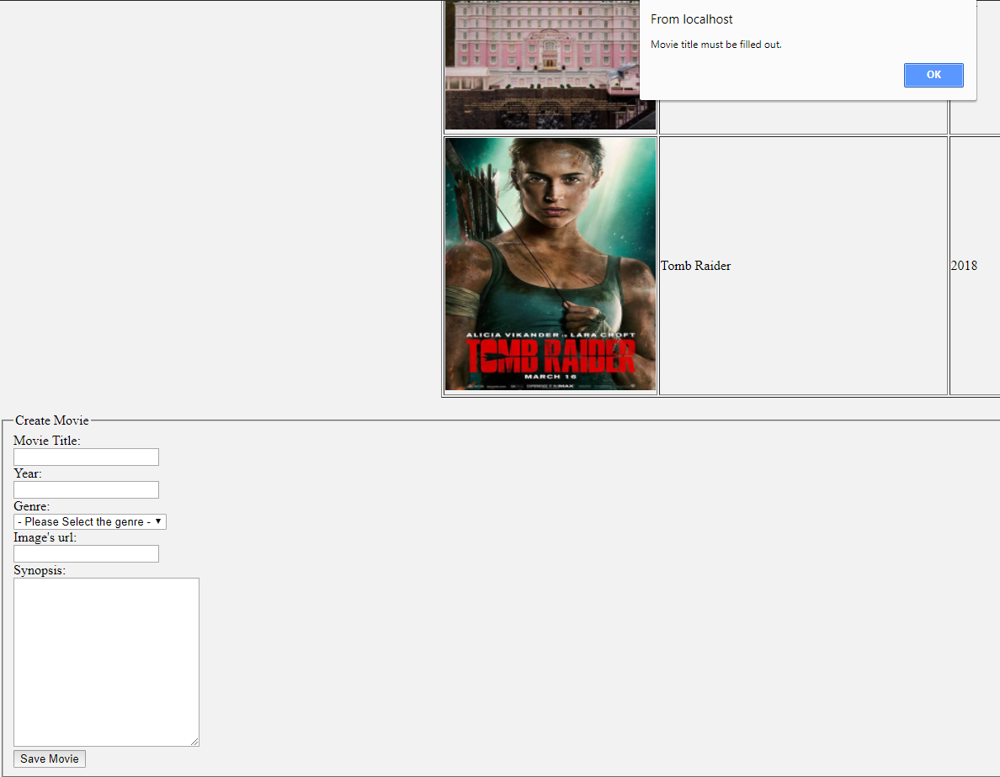 From localhost
Movie title must be filled out.
OK
Tomb Raider
2018
ALICIA VIKANDER IS LARA CROFT
TOMB RAIDER
MARCH 16
Create Movie
Movie Title:
Year:
Genre:
- Please Select the genre -
Image's url:
Synopsis:
Save Movie